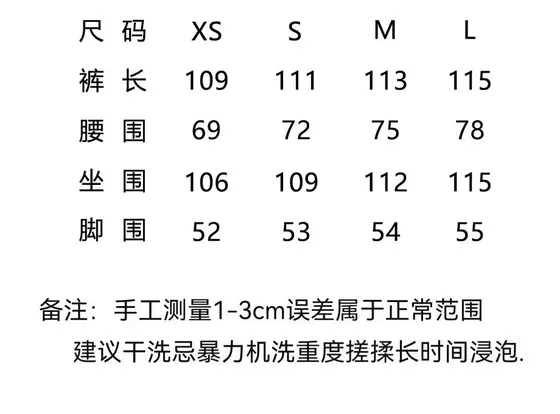 尺 码 XS S M L
裤 长 109 111 113 115
腰 围 69 72 75 78
坐 围 106 109 112 115
脚 围 52 53 54 55
备注：手工测量1-3cm误差属于正常范围
建议干洗忌暴力机洗重度搓揉长时间浸泡.